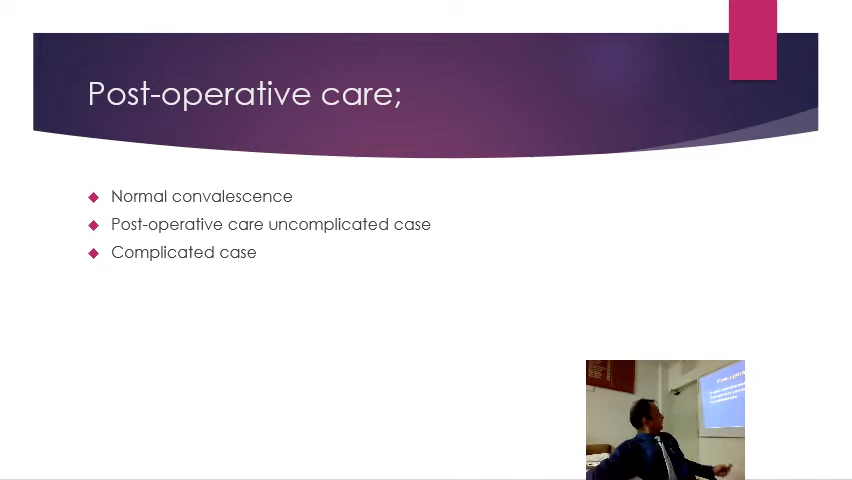 Post-operative care;
Normal convalescence
Post-operative care uncomplicated case
Complicated case